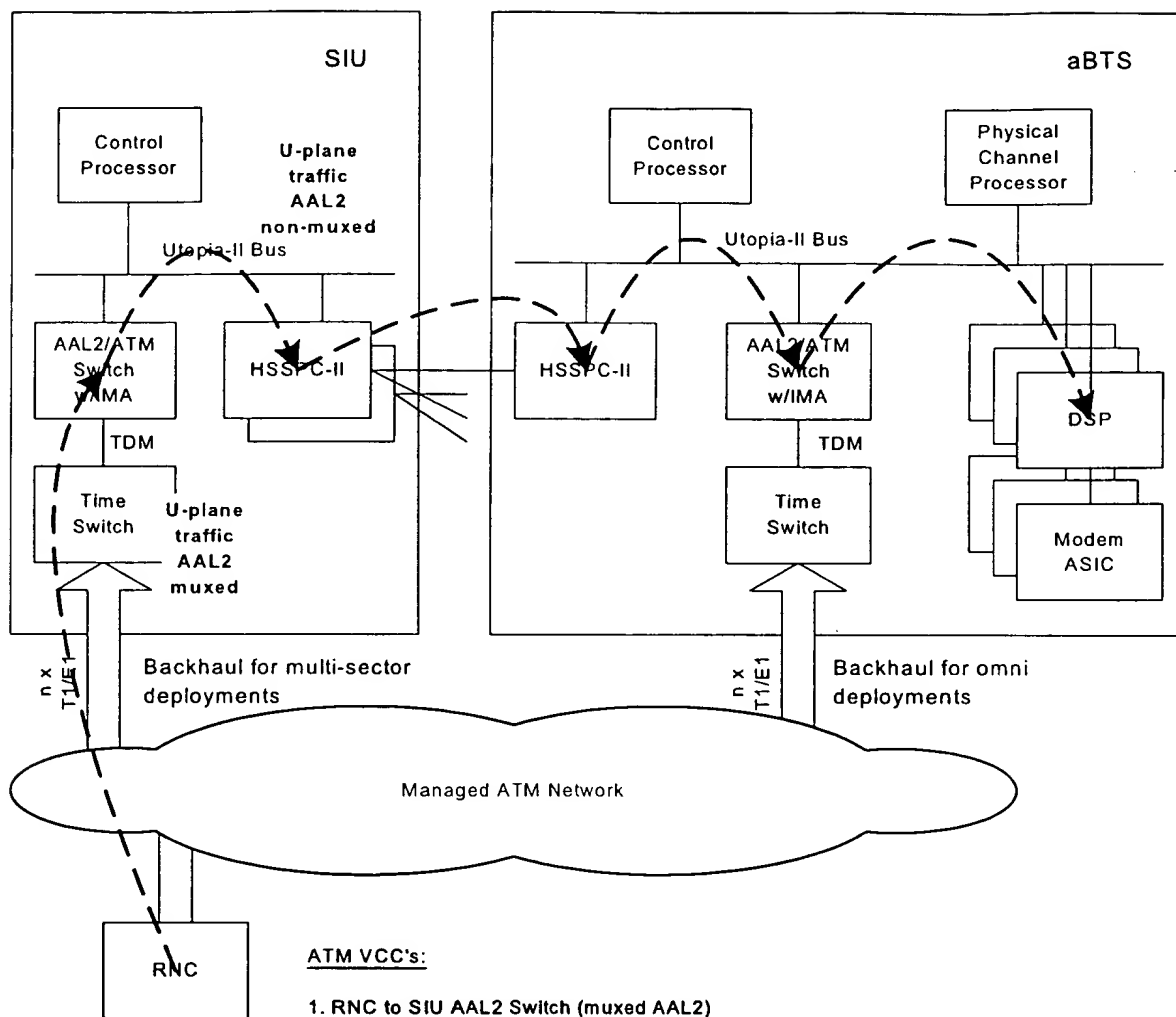 SIU
aBTS
Control
Processor
U-plane
traffic
AAL2
non-muxed
Control
Processor
Physical
Channel
Processor
Utopia-II Bus
Utopia-II Bus
AAL2/ATM
Switch
w/IMA
HSSPC-II
HSSPC-II
AAL2/ATM
Switch
w/IMA
DSP
TDM
TDM
Time
Switch
U-plane
traffic
AAL2
muxed
Time
Switch
Modem
ASIC
n x
T1/E1
Backhaul for multi-sector
deployments
n x
T1/E1
Backhaul for omni
deployments
Managed ATM Network
RNC
ATM VCC's:
1. RNC to SIU AAL2 Switch (muxed AAL2)